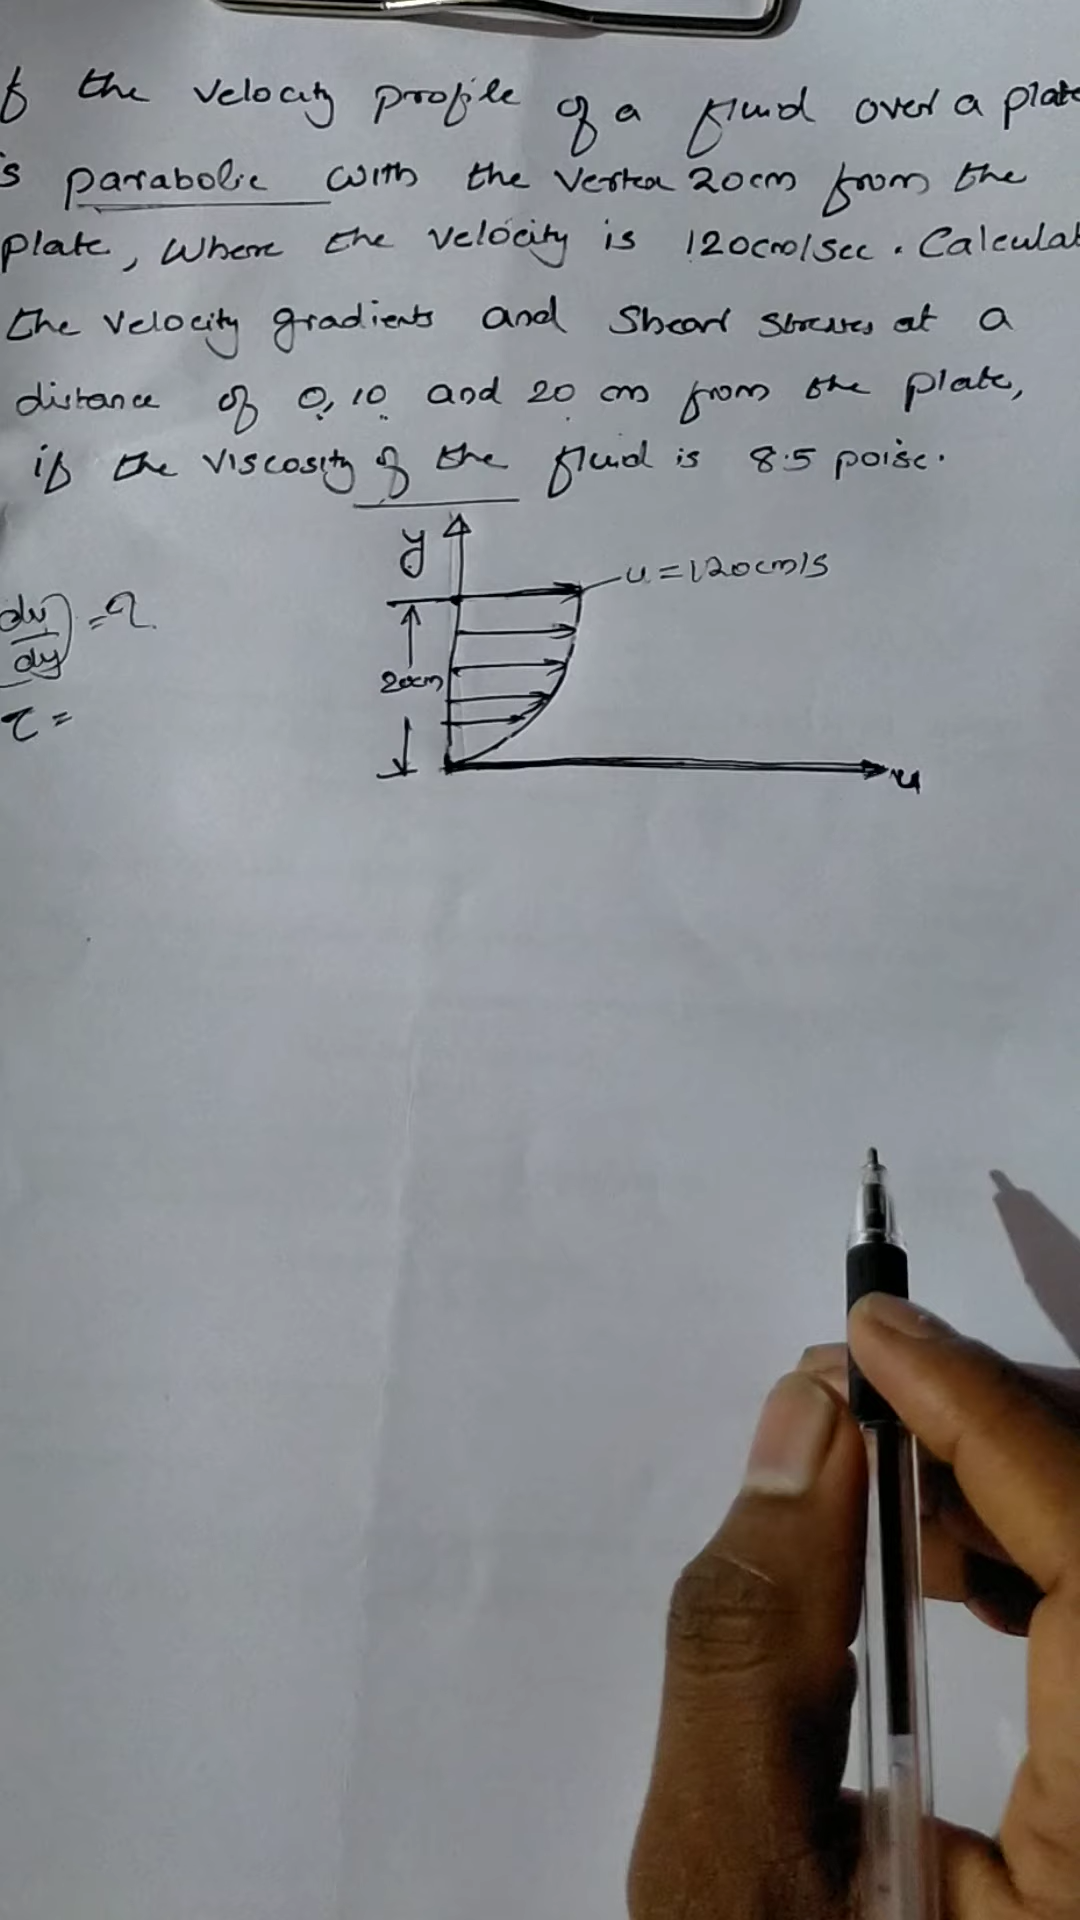 f the velocity profile of a fluid over a plate
is parabolic with the vertex 20cm from the
plate, where the velocity is 120cm/sec. Calculat
the velocity gradients and shear stresses at a
distance of 0, 10 and 20 cm from the plate,
if the viscosity of the fluid is 8.5 poise.
y
u = 120cm/s
du/dy) = ?
20cm
τ =
u